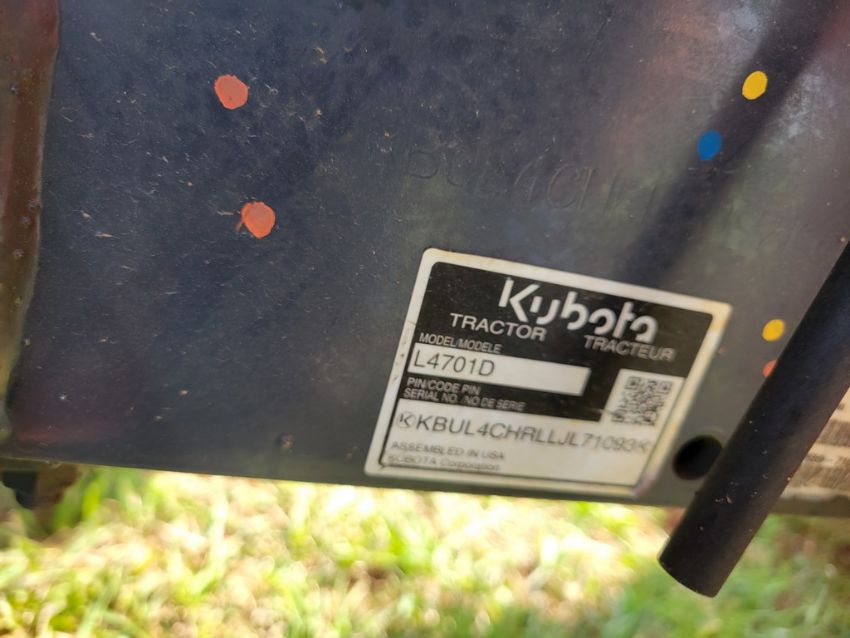 Kubota
TRACTOR TRACTEUR
MODEL/MODELE
L4701D
PIN/CODE PIN
SERIAL NO. /NO DE SERIE
KBUL4CHRLLJL71093K
ASSEMBLED IN USA
KUBOTA Corporation